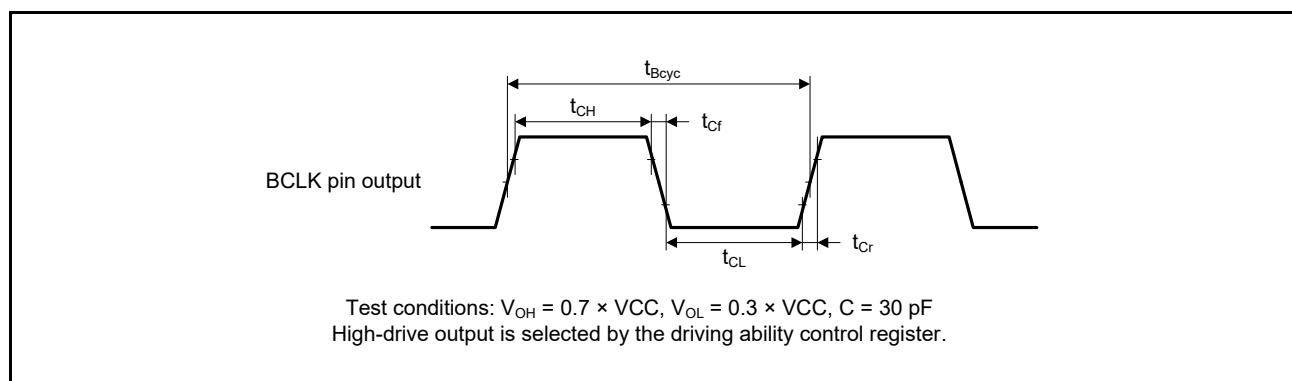 tBcyc
tCH
tCf
BCLK pin output
tCL
tCr
Test conditions: VOH = 0.7 × VCC, VOL = 0.3 × VCC, C = 30 pF
High-drive output is selected by the driving ability control register.